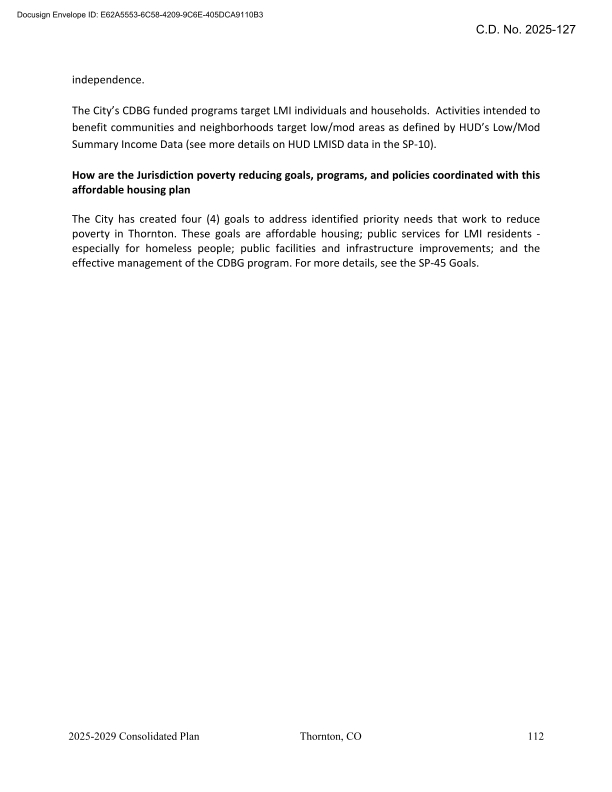 Docusign Envelope ID: E62A5553-6C58-4209-9C6E-405DCA9110B3
C.D. No. 2025-127
independence.
The City’s CDBG funded programs target LMI individuals and households.  Activities intended to
benefit communities and neighborhoods target low/mod areas as defined by HUD’s Low/Mod
Summary Income Data (see more details on HUD LMISD data in the SP-10).
How are the Jurisdiction poverty reducing goals, programs, and policies coordinated with this
affordable housing plan
The City has created four (4) goals to address identified priority needs that work to reduce
poverty in Thornton. These goals are affordable housing; public services for LMI residents -
especially for homeless people; public facilities and infrastructure improvements; and the
effective management of the CDBG program. For more details, see the SP-45 Goals.
2025-2029 Consolidated Plan Thornton, CO 112